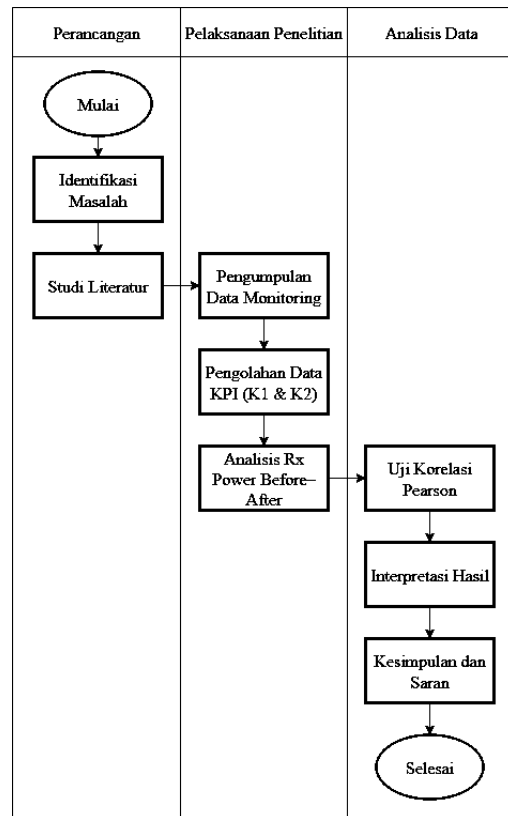 Perancangan
Pelaksanaan Penelitian
Analisis Data
Mulai
Identifikasi
Masalah
Studi Literatur
Pengumpulan
Data Monitoring
Pengolahan Data
KPI (K1 & K2)
Analisis Rx
Power Before–
After
Uji Korelasi
Pearson
Interpretasi Hasil
Kesimpulan dan
Saran
Selesai